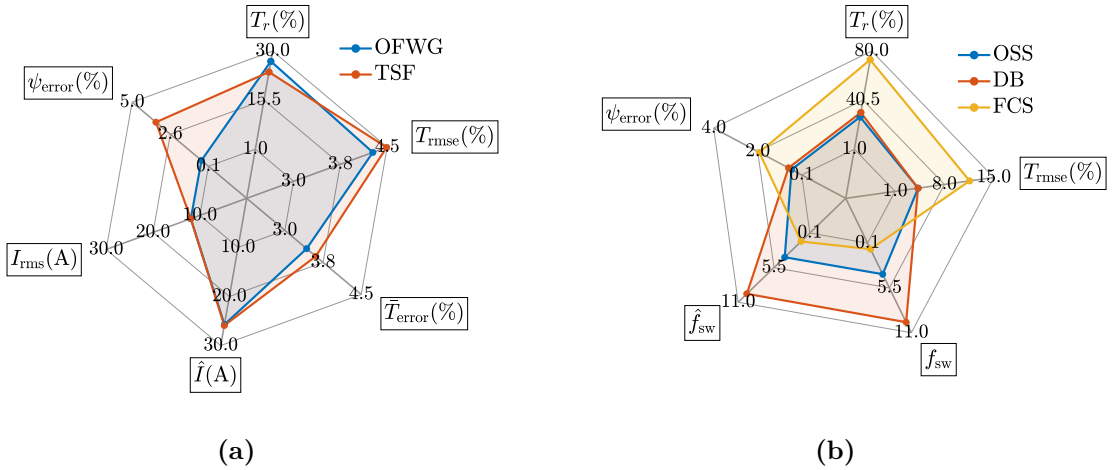 T_r(%)
30.0
OFWG
TSF
ψ_error(%)
5.0
15.5
2.6
T_rmse(%)
4.5
3.8
1.0
0.1
3.0
10.0
I_rms(A)
30.0
20.0
3.0
10.0
3.8
4.5
T̄_error(%)
20.0
30.0
Î(A)
(a)
T_r(%)
80.0
OSS
DB
FCS
ψ_error(%)
4.0
40.5
2.0
1.0
0.1
T_rmse(%)
15.0
8.0
1.0
0.1
0.1
5.5
5.5
11.0
f̂_sw
11.0
f_sw
(b)